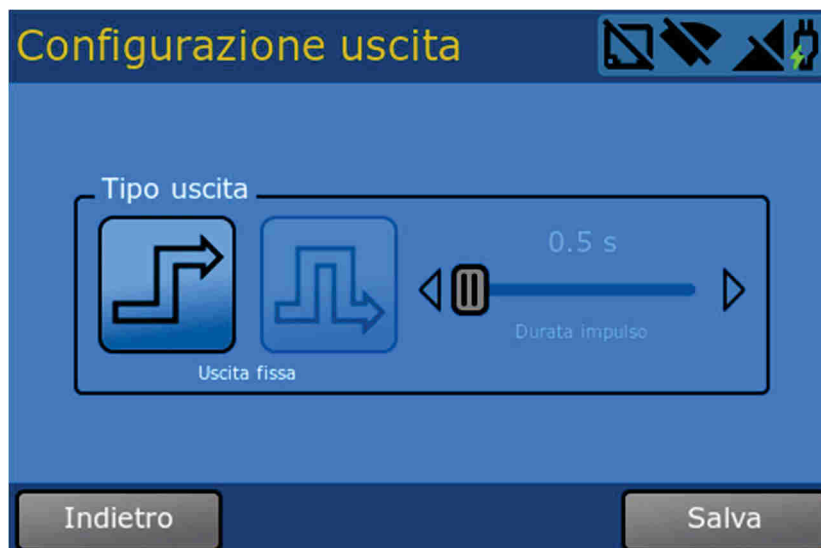 Configurazione uscita
Tipo uscita
0.5 s
Durata impulso
Uscita fissa
Indietro
Salva